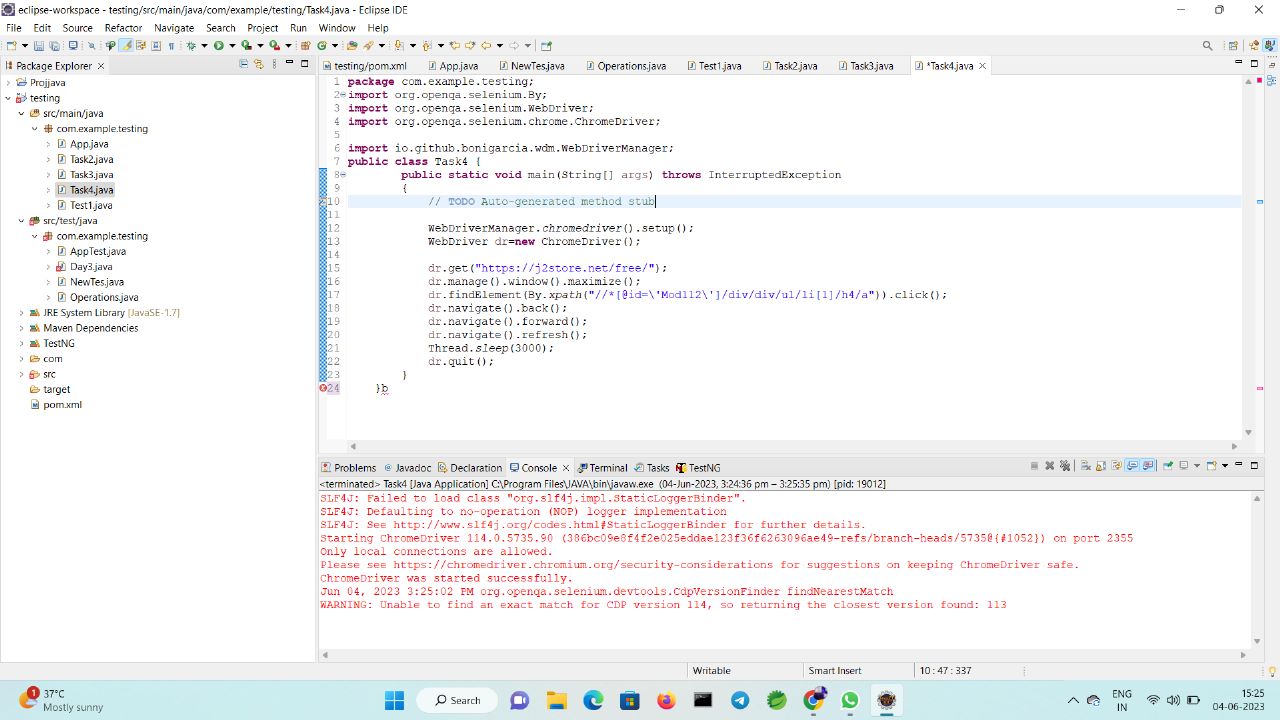 eclipse-workspace - testing/src/main/java/com/example/testing/Task4.java - Eclipse IDE
File Edit Source Refactor Navigate Search Project Run Window Help
Package Explorer
testing/pom.xml App.java NewTes.java Operations.java Test1.java Task2.java Task3.java *Task4.java
Projjava
testing
src/main/java
com.example.testing
App.java
Task2.java
Task3.java
Task4.java
Test1.java
src/test/java
com.example.testing
AppTest.java
Day3.java
NewTes.java
Operations.java
JRE System Library [JavaSE-1.7]
Maven Dependencies
TestNG
com
src
target
pom.xml
1 package com.example.testing;
2 import org.openqa.selenium.By;
3 import org.openqa.selenium.WebDriver;
4 import org.openqa.selenium.chrome.ChromeDriver;
5
6 import io.github.bonigarcia.wdm.WebDriverManager;
7 public class Task4 {
8 public static void main(String[] args) throws InterruptedException
9 {
10 // TODO Auto-generated method stub
11
12 WebDriverManager.chromedriver().setup();
13 WebDriver dr=new ChromeDriver();
14
15 dr.get("https://j2store.net/free/");
16 dr.manage().window().maximize();
17 dr.findElement(By.xpath("//*[@id=\'Mod112\']/div/div/ul/li[1]/h4/a")).click();
18 dr.navigate().back();
19 dr.navigate().forward();
20 dr.navigate().refresh();
21 Thread.sleep(3000);
22 dr.quit();
23 }
24 }b
Problems Javadoc Declaration Console Terminal Tasks TestNG
<terminated> Task4 [Java Application] C:\Program Files\JAVA\bin\javaw.exe (04-Jun-2023, 3:24:36 pm – 3:25:35 pm) [pid: 19012]
SLF4J: Failed to load class "org.slf4j.impl.StaticLoggerBinder".
SLF4J: Defaulting to no-operation (NOP) logger implementation
SLF4J: See http://www.slf4j.org/codes.html#StaticLoggerBinder for further details.
Starting ChromeDriver 114.0.5735.90 (386bc09e8f4f2e025eddae123f36f6263096ae49-refs/branch-heads/5735@{#1052}) on port 2355
Only local connections are allowed.
Please see https://chromedriver.chromium.org/security-considerations for suggestions on keeping ChromeDriver safe.
ChromeDriver was started successfully.
Jun 04, 2023 3:25:02 PM org.openqa.selenium.devtools.CdpVersionFinder findNearestMatch
WARNING: Unable to find an exact match for CDP version 114, so returning the closest version found: 113
Writable Smart Insert 10 : 47 : 337
1
37°C
Mostly sunny
Search
ENG
IN
15:25
04-06-2023